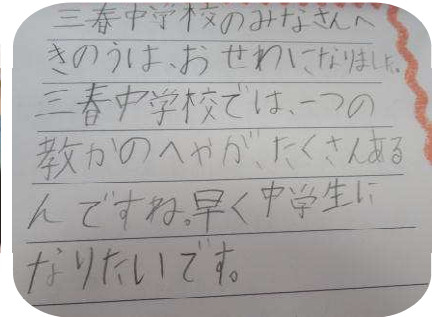 三春中学校のみなさんへ
きのうは、おせわになりました。
三春中学校では、一つの
教かのへやが、たくさんある
んですね。早く中学生に
なりたいです。